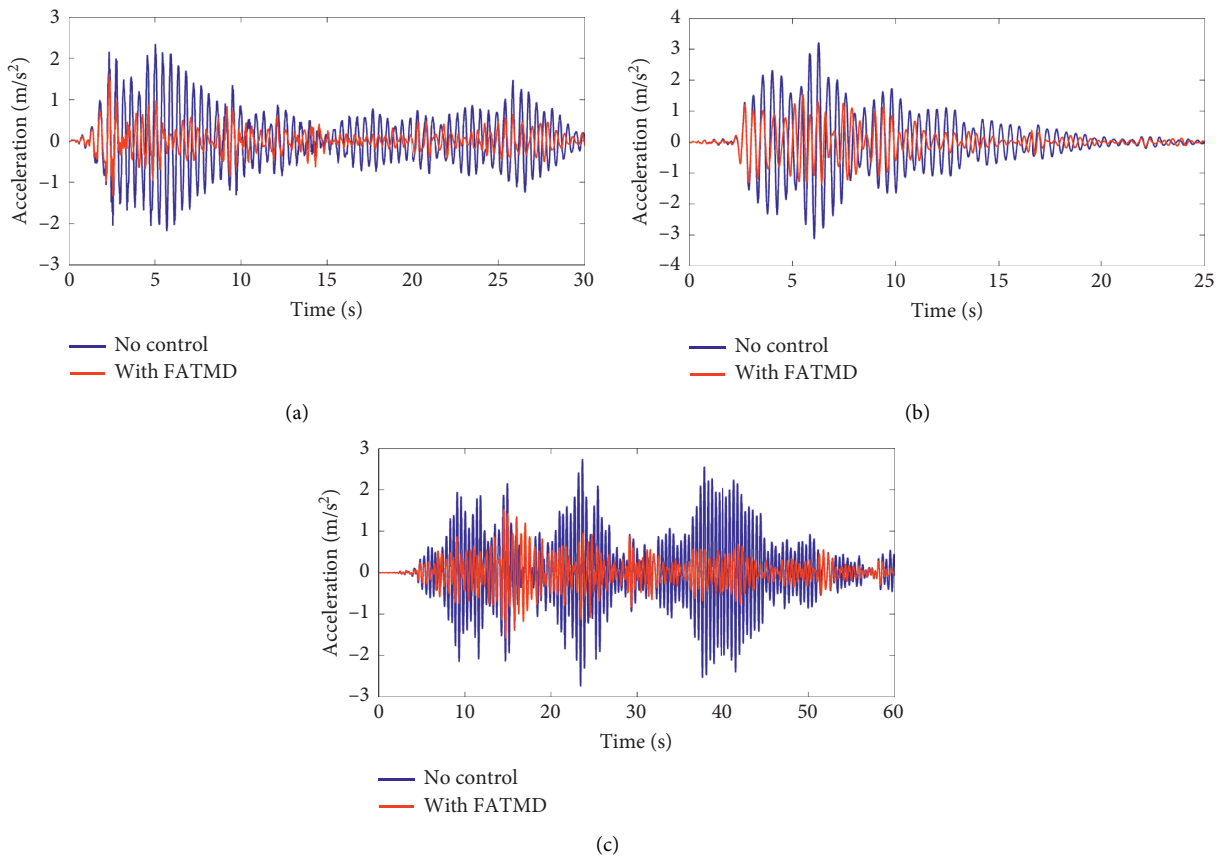 3
2
1
0
−1
−2
−3
Acceleration (m/s²)
0 5 10 15 20 25 30
Time (s)
No control
With FATMD
(a)
4
3
2
1
0
−1
−2
−3
−4
Acceleration (m/s²)
0 5 10 15 20 25
Time (s)
No control
With FATMD
(b)
3
2
1
0
−1
−2
−3
Acceleration (m/s²)
0 10 20 30 40 50 60
Time (s)
No control
With FATMD
(c)